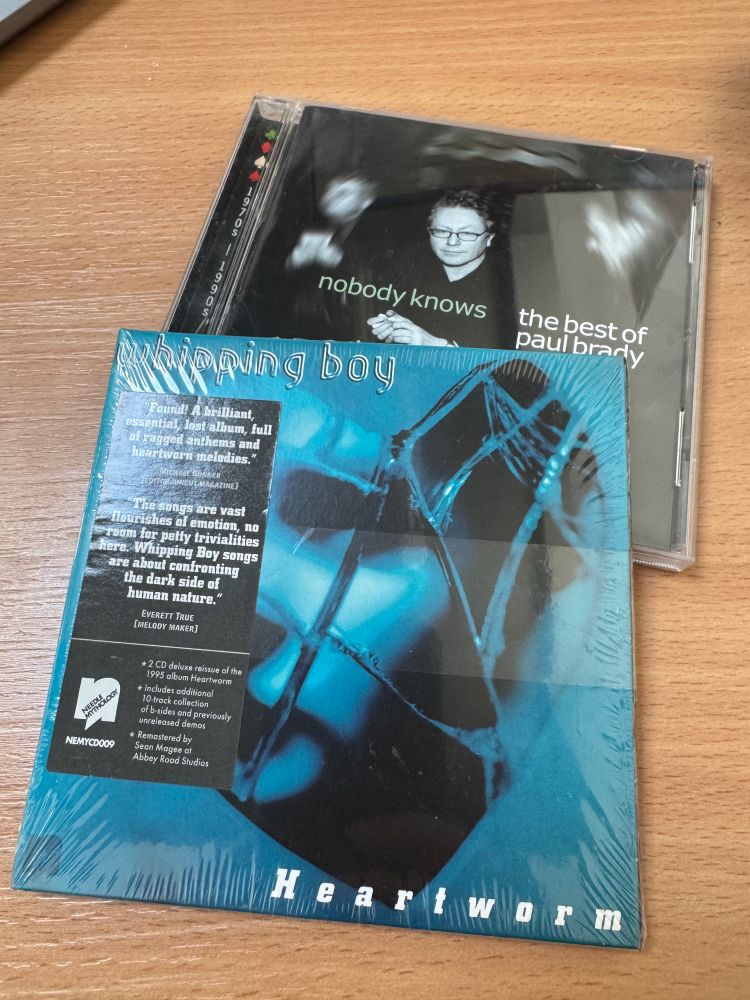 1970s / 1990s
nobody knows
the best of
paul brady
whipping boy
"Found! A brilliant,
essential, lost album, full
of ragged anthems and
heartworn melodies."
MICHAEL BONNER
[EDITOR UNCUT MAGAZINE]
"The songs are vast
flourishes of emotion, no
room for petty trivialities
here. Whipping Boy songs
are about confronting
the dark side of
human nature."
EVERETT TRUE
[MELODY MAKER]
NEEDLE
MYTHOLOGY
NEMYCD009
* 2 CD deluxe reissue of the
1995 album Heartworm
* Includes additional
10-track collection
of b-sides and previously
unreleased demos
* Remastered by
Sean Magee at
Abbey Road Studios
Heartworm